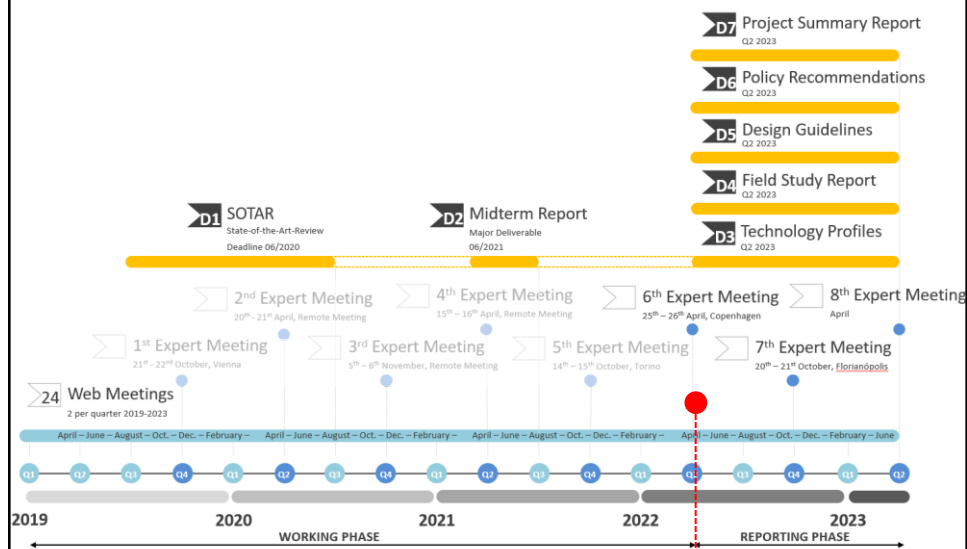 D7 Project Summary Report
Q2 2023
D6 Policy Recommendations
Q2 2023
D5 Design Guidelines
Q2 2023
D4 Field Study Report
Q2 2023
D3 Technology Profiles
Q2 2023
D1 SOTAR
State-of-the-Art-Review
Deadline 06/2020
D2 Midterm Report
Major Deliverable
06/2021
2nd Expert Meeting
20th - 21st April, Remote Meeting
4th Expert Meeting
15th – 16th April, Remote Meeting
6th Expert Meeting
25th – 26th April, Copenhagen
8th Expert Meeting
April
1st Expert Meeting
21st - 22nd October, Vienna
3rd Expert Meeting
5th – 6th November, Remote Meeting
5th Expert Meeting
14th – 15th October, Torino
7th Expert Meeting
20th – 21st October, Florianópolis
24 Web Meetings
2 per quarter 2019-2023
April – June – August – Oct. – Dec. – February – April – June – August – Oct. – Dec. – February – April – June – August – Oct. – Dec. – February – April – June – August – Oct. – Dec. – February – June
Q1 Q2 Q3 Q4 Q1 Q2 Q3 Q4 Q1 Q2 Q3 Q4 Q1 Q2 Q3 Q4 Q1 Q2
2019 2020 2021 2022 2023
WORKING PHASE REPORTING PHASE